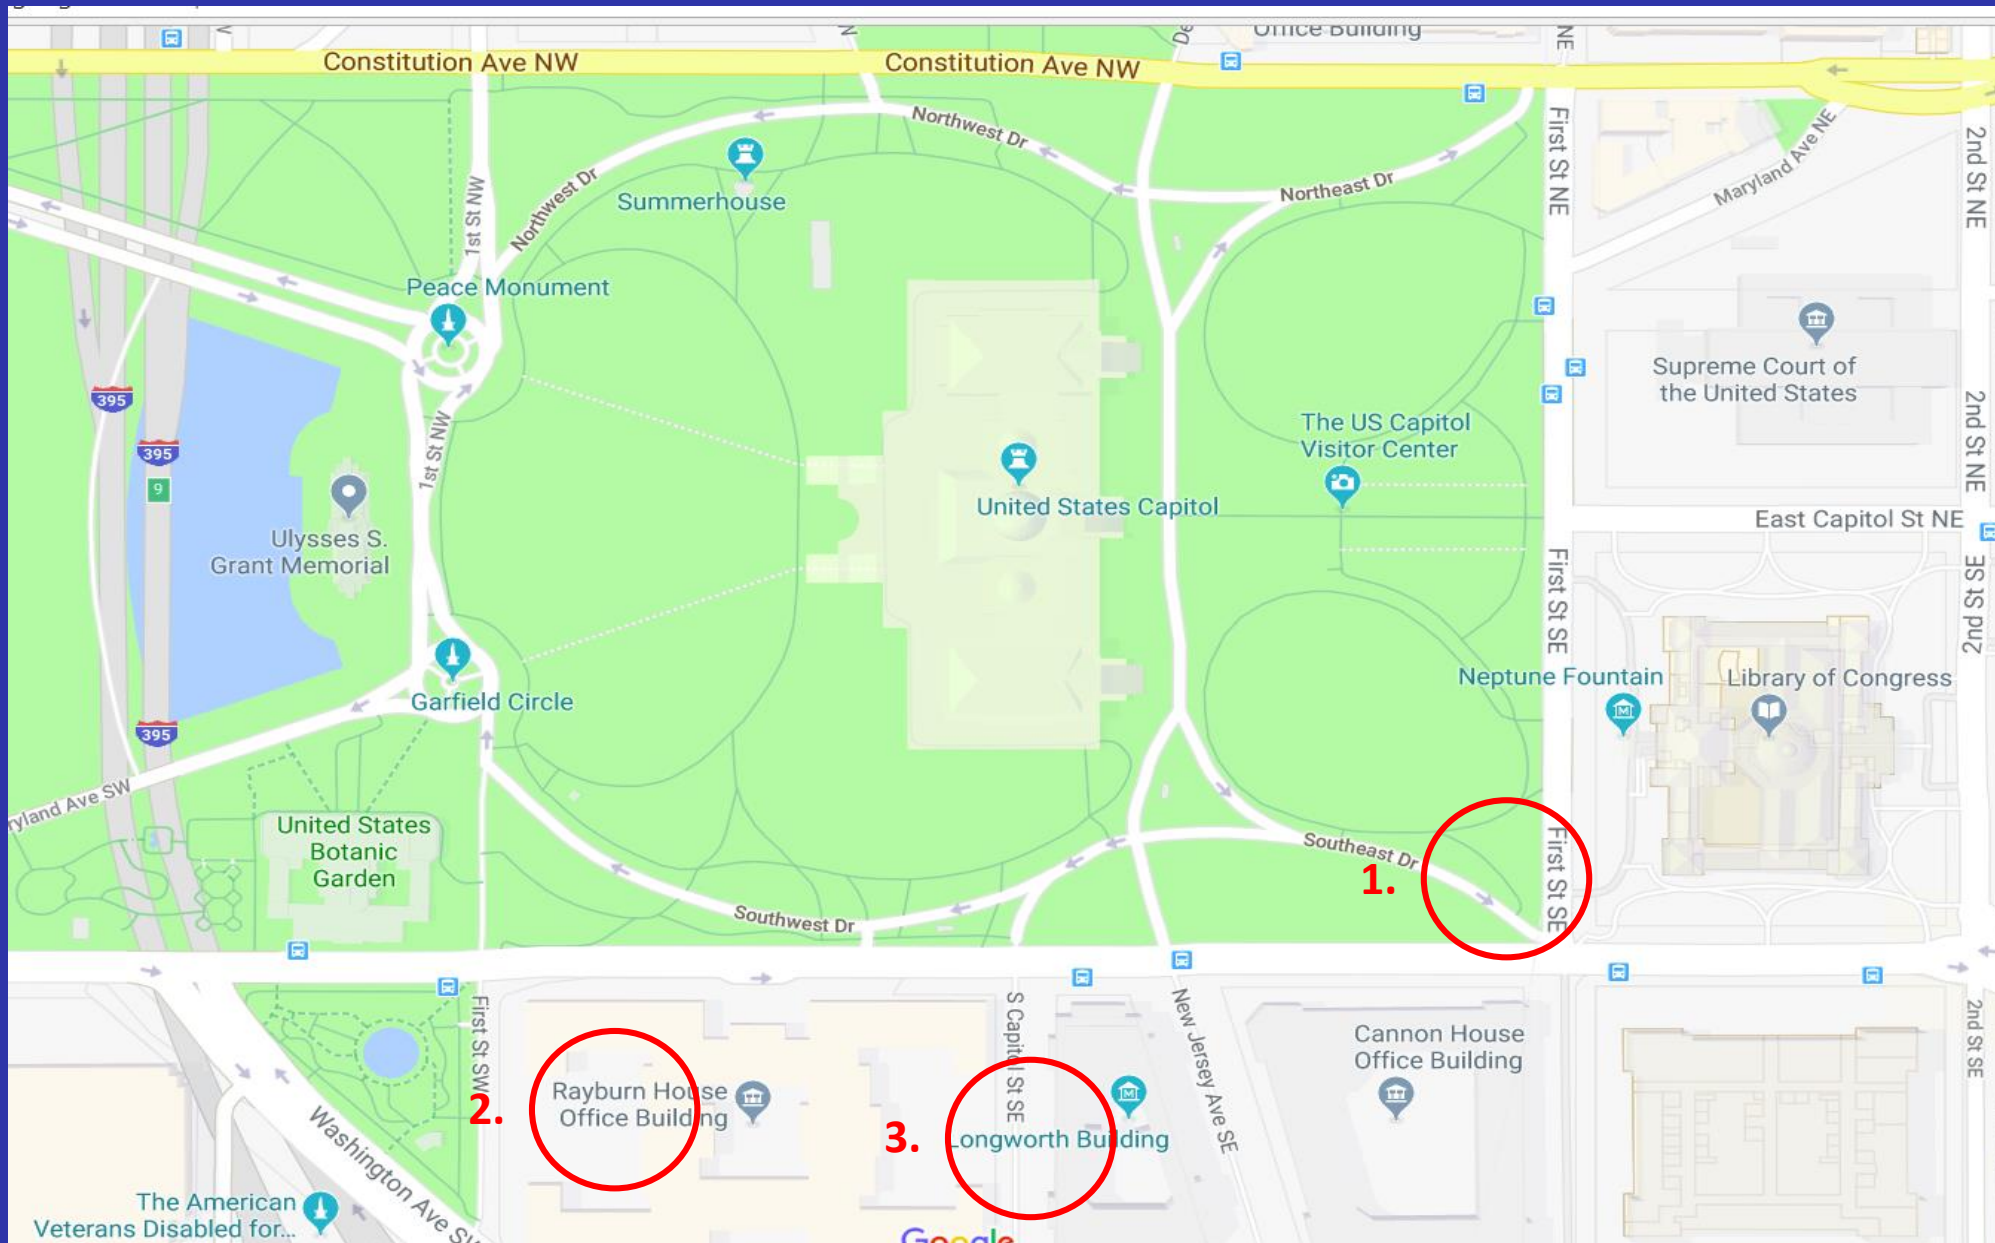 Constitution Ave NW
Constitution Ave NW
Office Building
NE
N
De
Northwest Dr
Northwest Dr
Northeast Dr
Summerhouse
1st St NW
First St NE
Maryland Ave NE
2nd St NE
Peace Monument
Supreme Court of
the United States
395
395
9
1st St NW
The US Capitol
Visitor Center
2nd St NE
United States Capitol
East Capitol St NE
Ulysses S.
Grant Memorial
First St SE
2nd St SE
Neptune Fountain
Library of Congress
Garfield Circle
395
ryland Ave SW
United States
Botanic
Garden
Southeast Dr
First St SE
1.
Southwest Dr
First St SW
S Capitol St SE
New Jersey Ave SE
Cannon House
Office Building
2nd St SE
Rayburn House
Office Building
2.
3.
Longworth Building
Washington Ave SW
The American
Veterans Disabled for...
Google